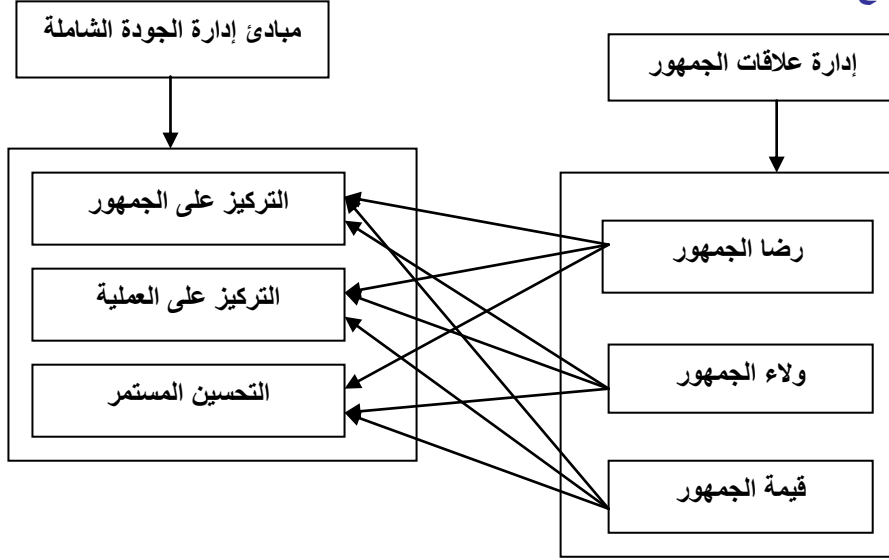 إدارة علاقات الجمهور
رضا الجمهور
ولاء الجمهور
قيمة الجمهور
مبادئ إدارة الجودة الشاملة
التركيز على الجمهور
التركيز على العملية
التحسين المستمر